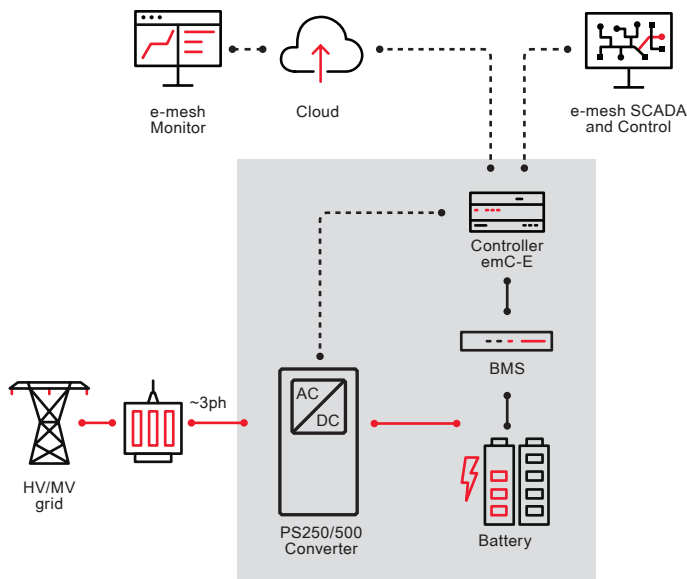 e-mesh
Monitor
Cloud
e-mesh SCADA
and Control
Controller
emC-E
BMS
~3ph
AC
DC
HV/MV
grid
PS250/500
Converter
Battery